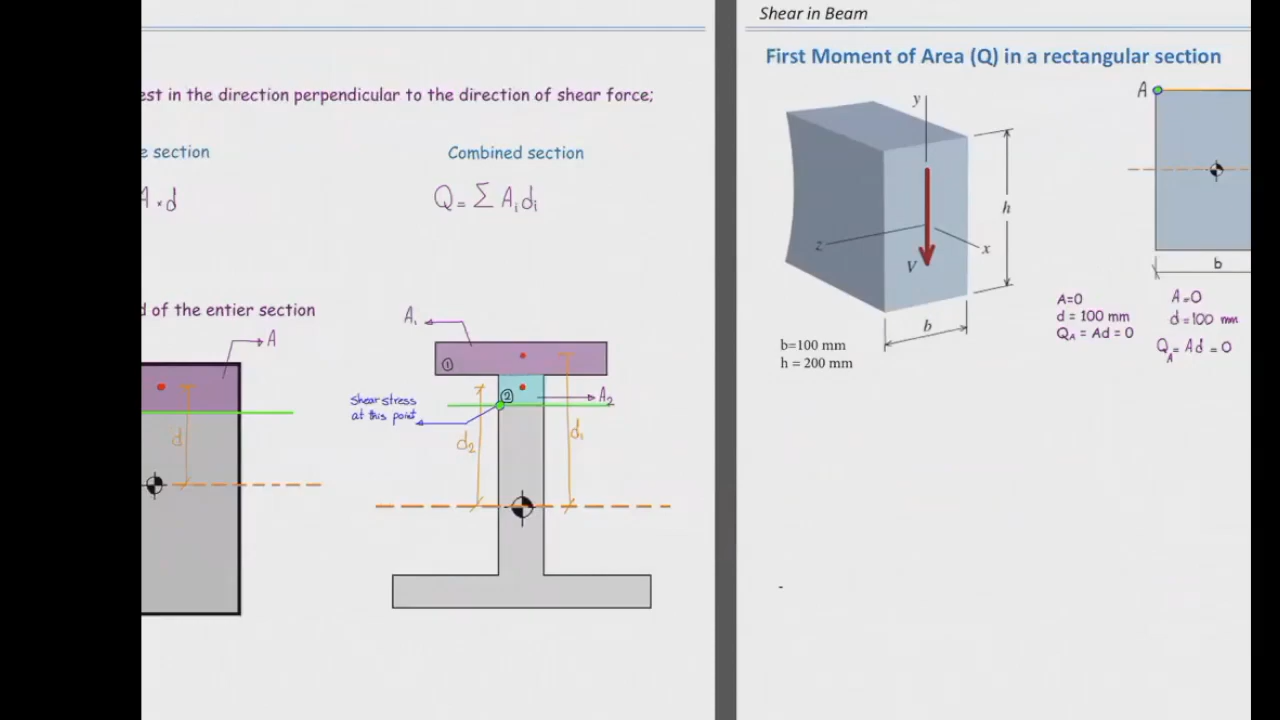 est in the direction perpendicular to the direction of shear force;
e section
Combined section
A × d
Q = Σ Aᵢdᵢ
d of the entier section
A
d
A₁
①
②
A₂
Shear stress
at this point
d₂
d₁
Shear in Beam
First Moment of Area (Q) in a rectangular section
y
h
z
x
V
b
b=100 mm
h = 200 mm
A
b
A=0
d = 100 mm
Q_A = Ad = 0
A=0
d=100 mm
Q_A = Ad = 0